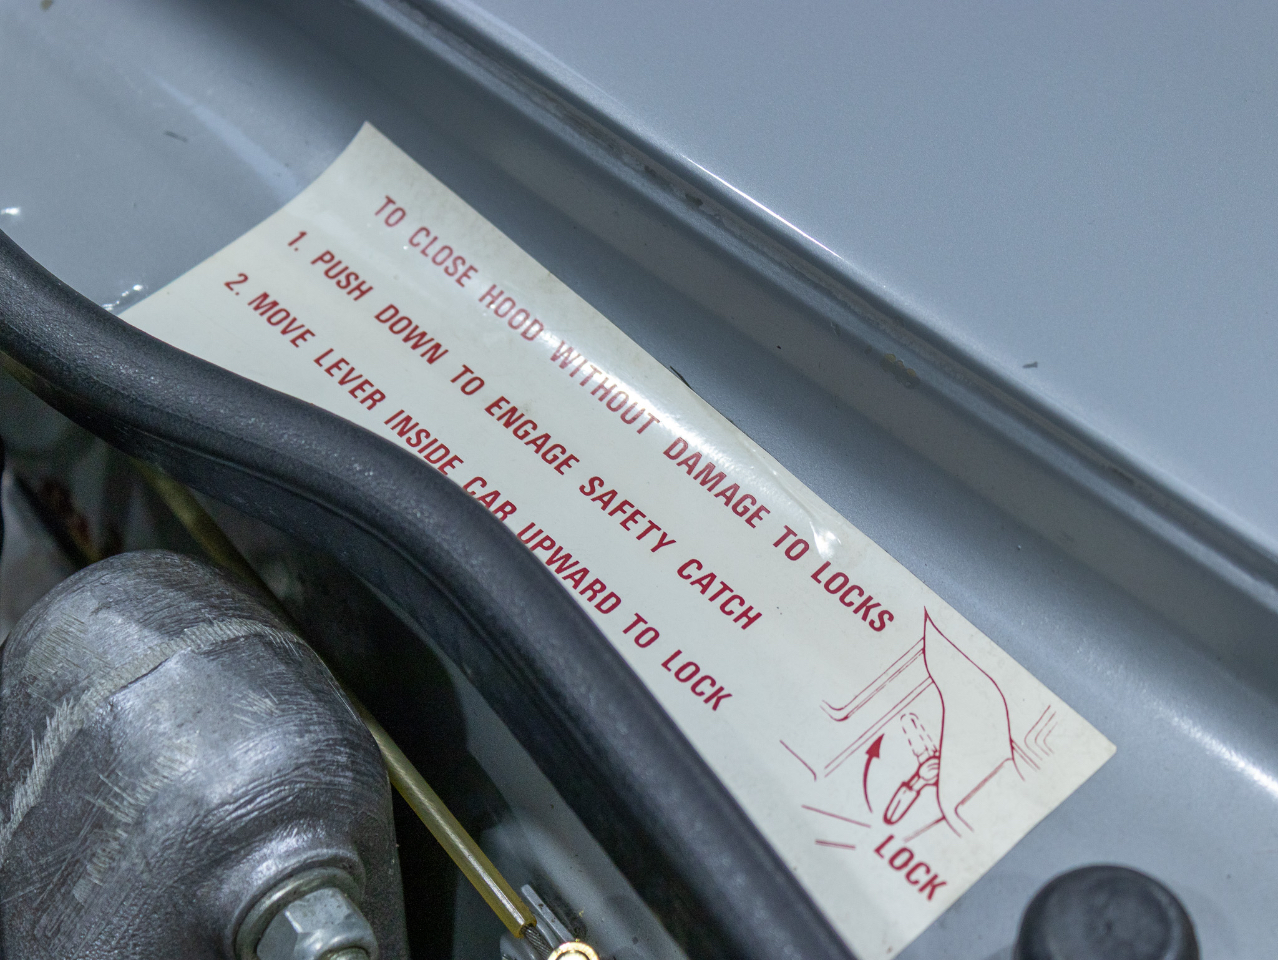 TO CLOSE HOOD WITHOUT DAMAGE TO LOCKS
1. PUSH DOWN TO ENGAGE SAFETY CATCH
2. MOVE LEVER INSIDE CAR UPWARD TO LOCK
LOCK